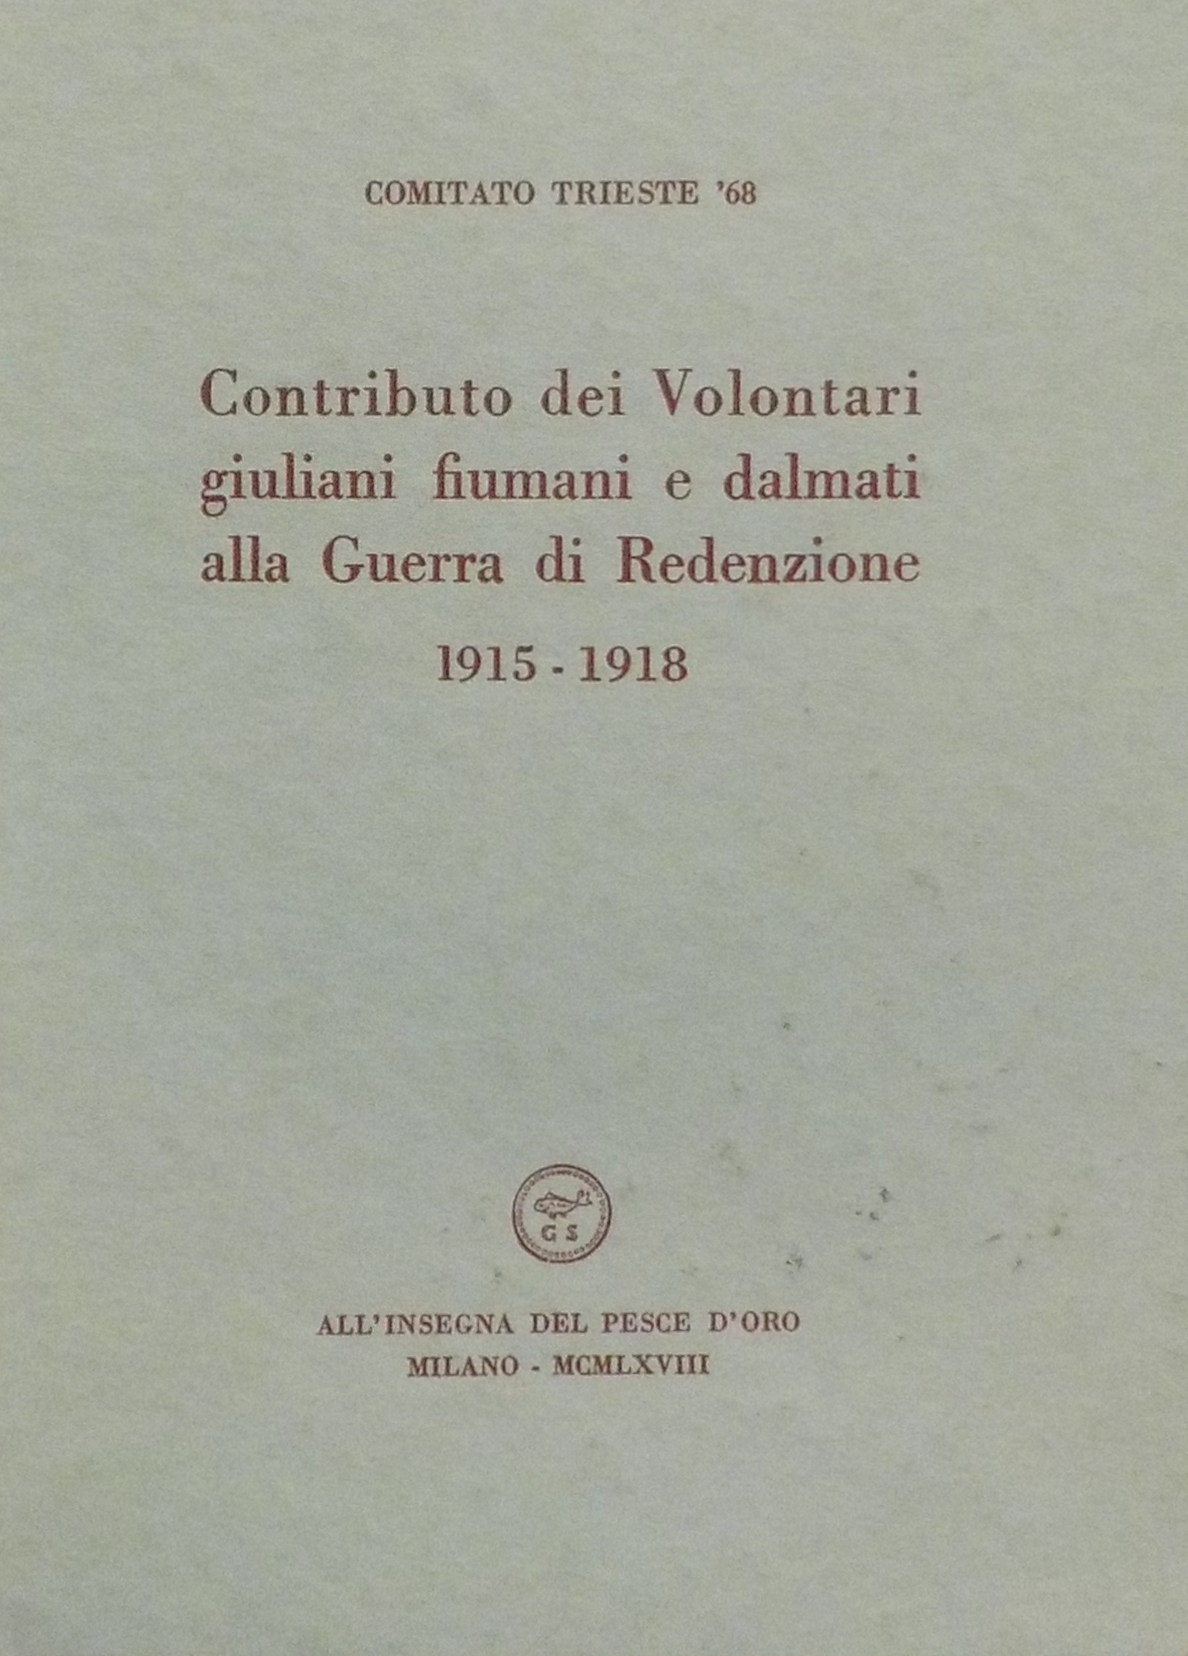 COMITATO TRIESTE '68
Contributo dei Volontari
giuliani fiumani e dalmati
alla Guerra di Redenzione
1915 - 1918
G S
ALL'INSEGNA DEL PESCE D'ORO
MILANO - MCMLXVIII